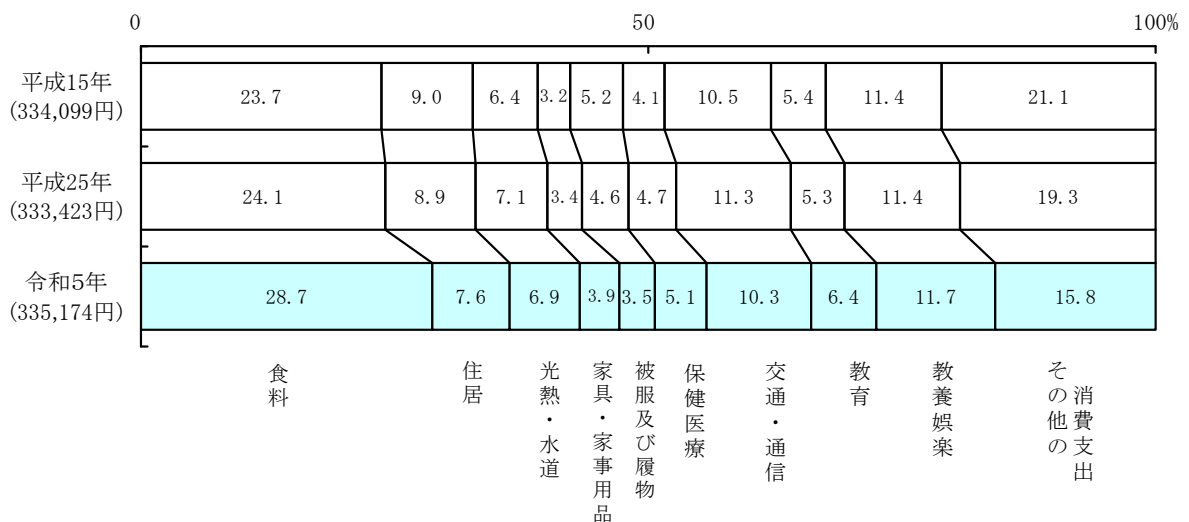 0 50 100%
平成15年
(334,099円)
23.7 9.0 6.4 3.2 5.2 4.1 10.5 5.4 11.4 21.1
平成25年
(333,423円)
24.1 8.9 7.1 3.4 4.6 4.7 11.3 5.3 11.4 19.3
令和5年
(335,174円)
28.7 7.6 6.9 3.9 3.5 5.1 10.3 6.4 11.7 15.8
食料
住居
光熱・水道
家具・家事用品
被服及び履物
保健医療
交通・通信
教育
教養娯楽
その他の
消費支出